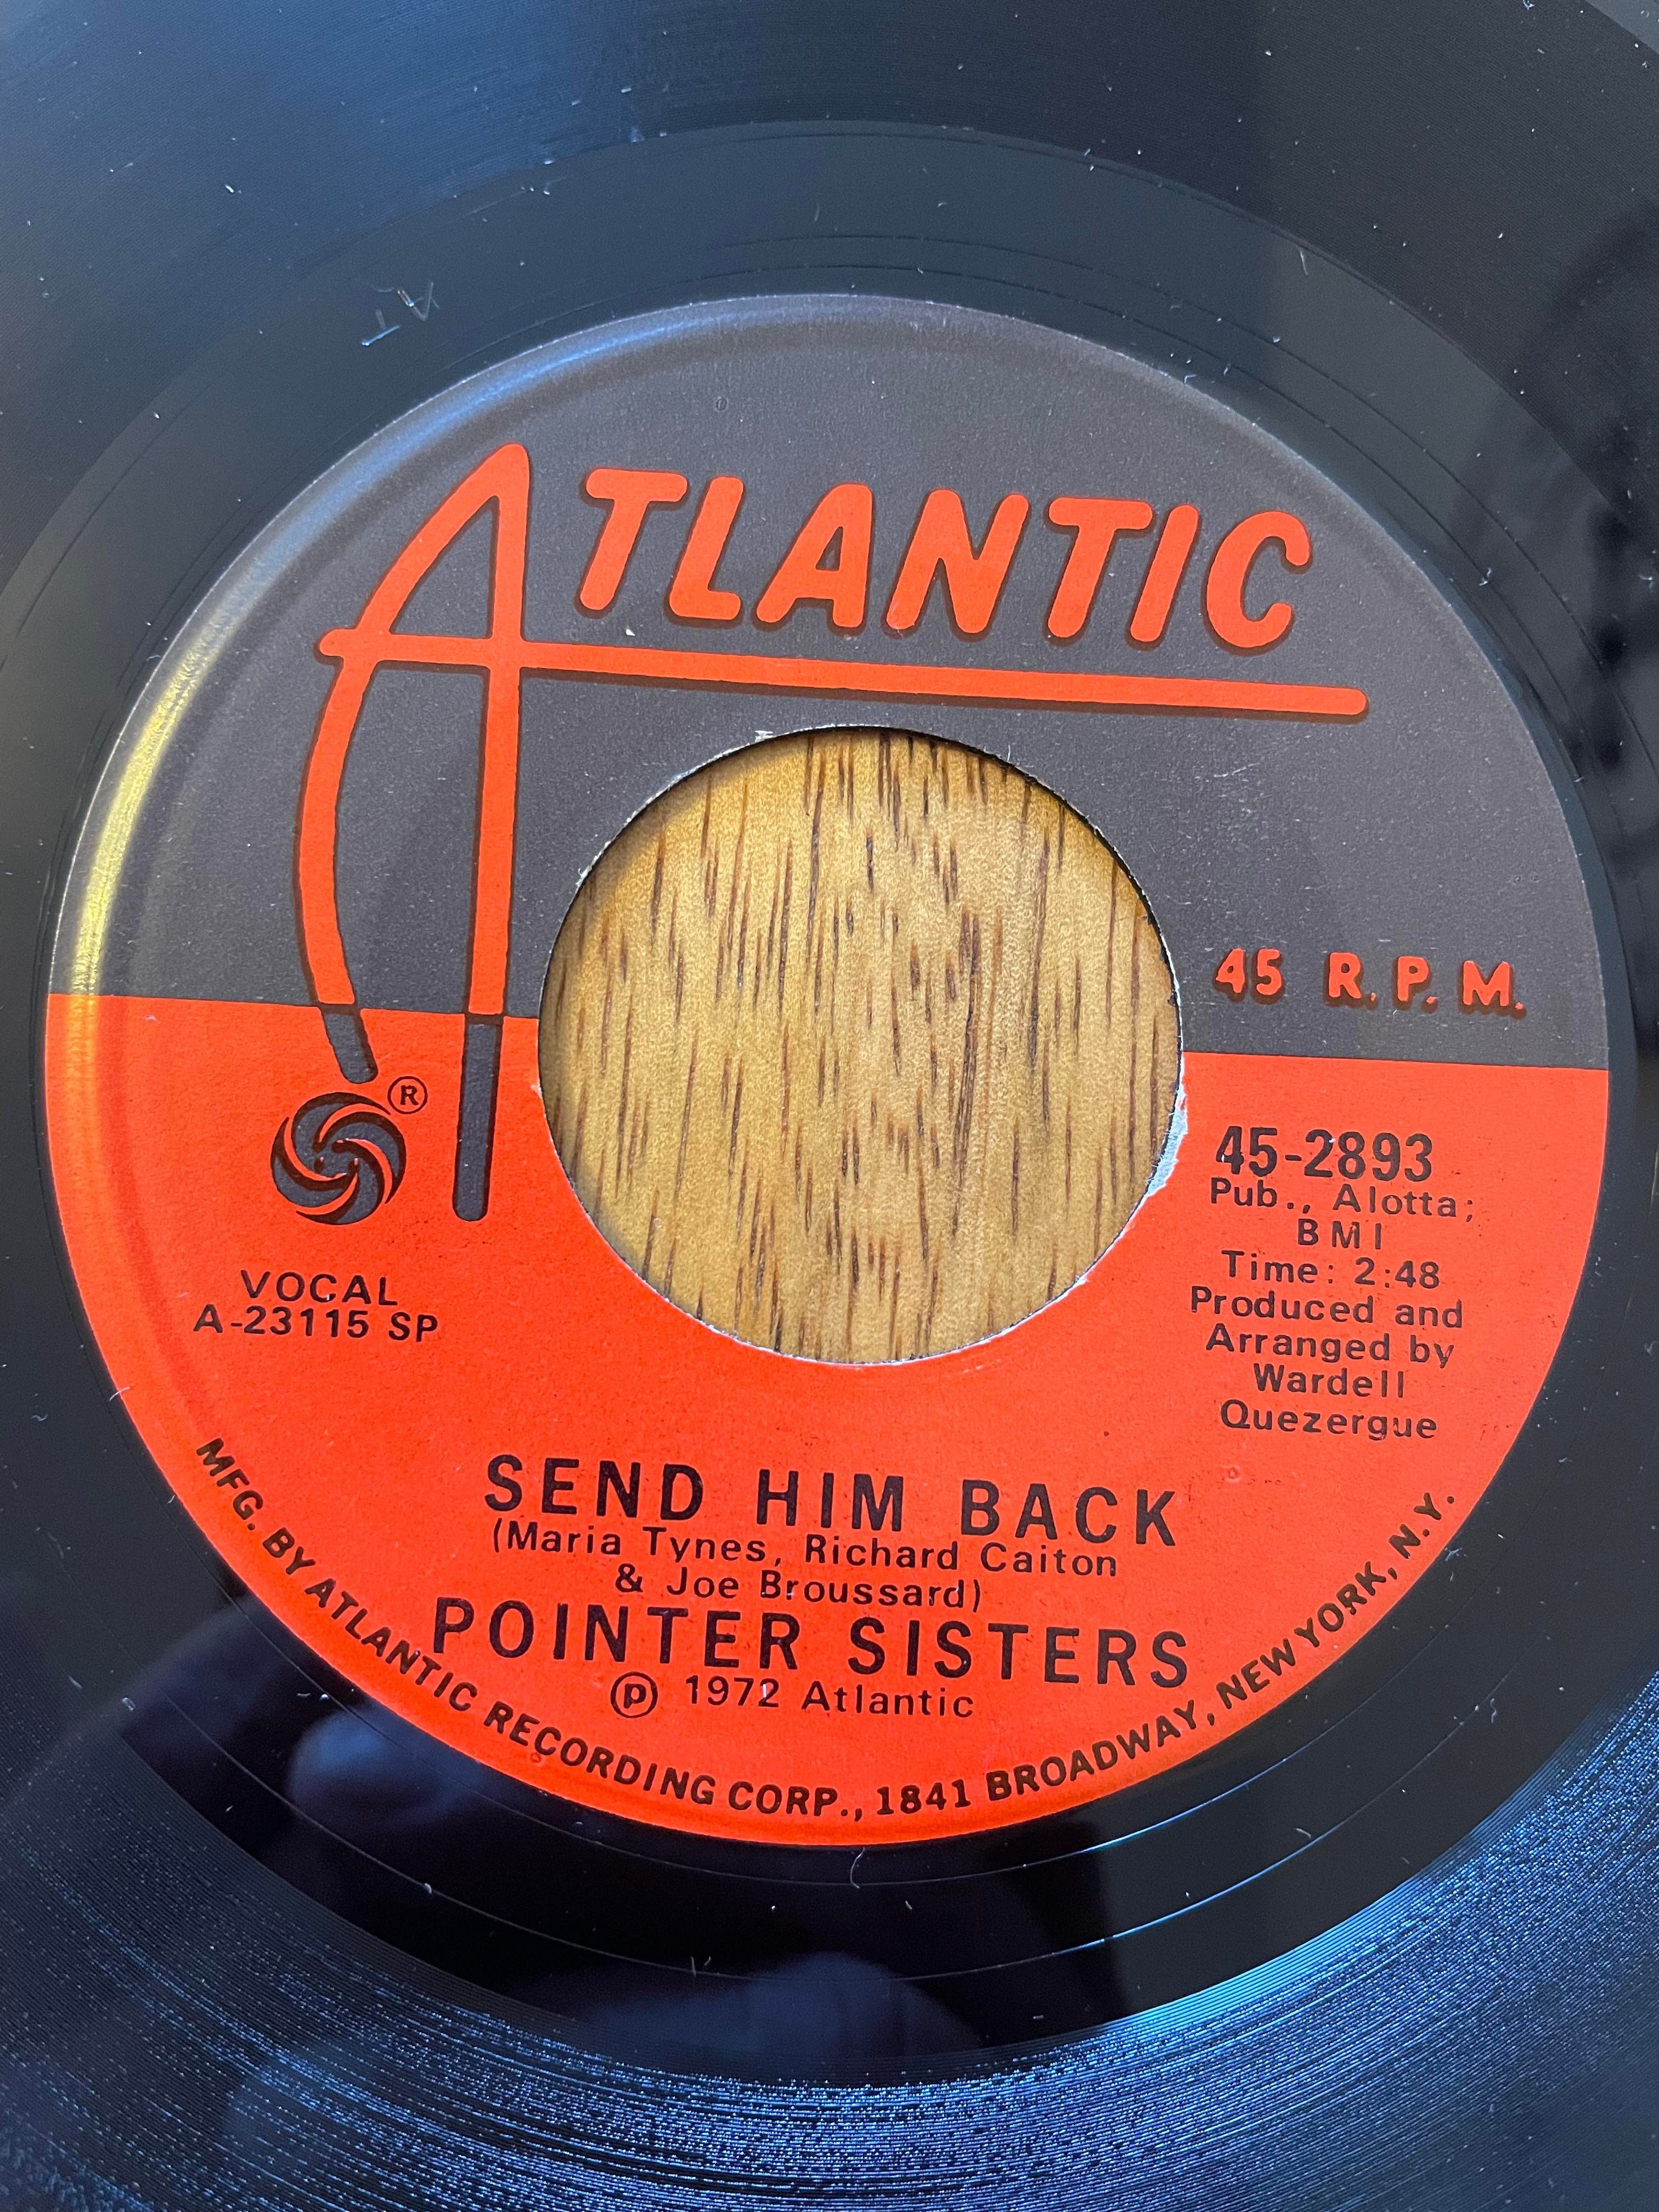 ATLANTIC
45 R.P.M.
®
45-2893
Pub., Alotta;
BMI
Time: 2:48
Produced and
Arranged by
Wardell
Quezergue
VOCAL
A-23115 SP
SEND HIM BACK
(Maria Tynes, Richard Caiton
& Joe Broussard)
POINTER SISTERS
℗ 1972 Atlantic
MFG. BY ATLANTIC RECORDING CORP., 1841 BROADWAY, NEW YORK, N.Y.